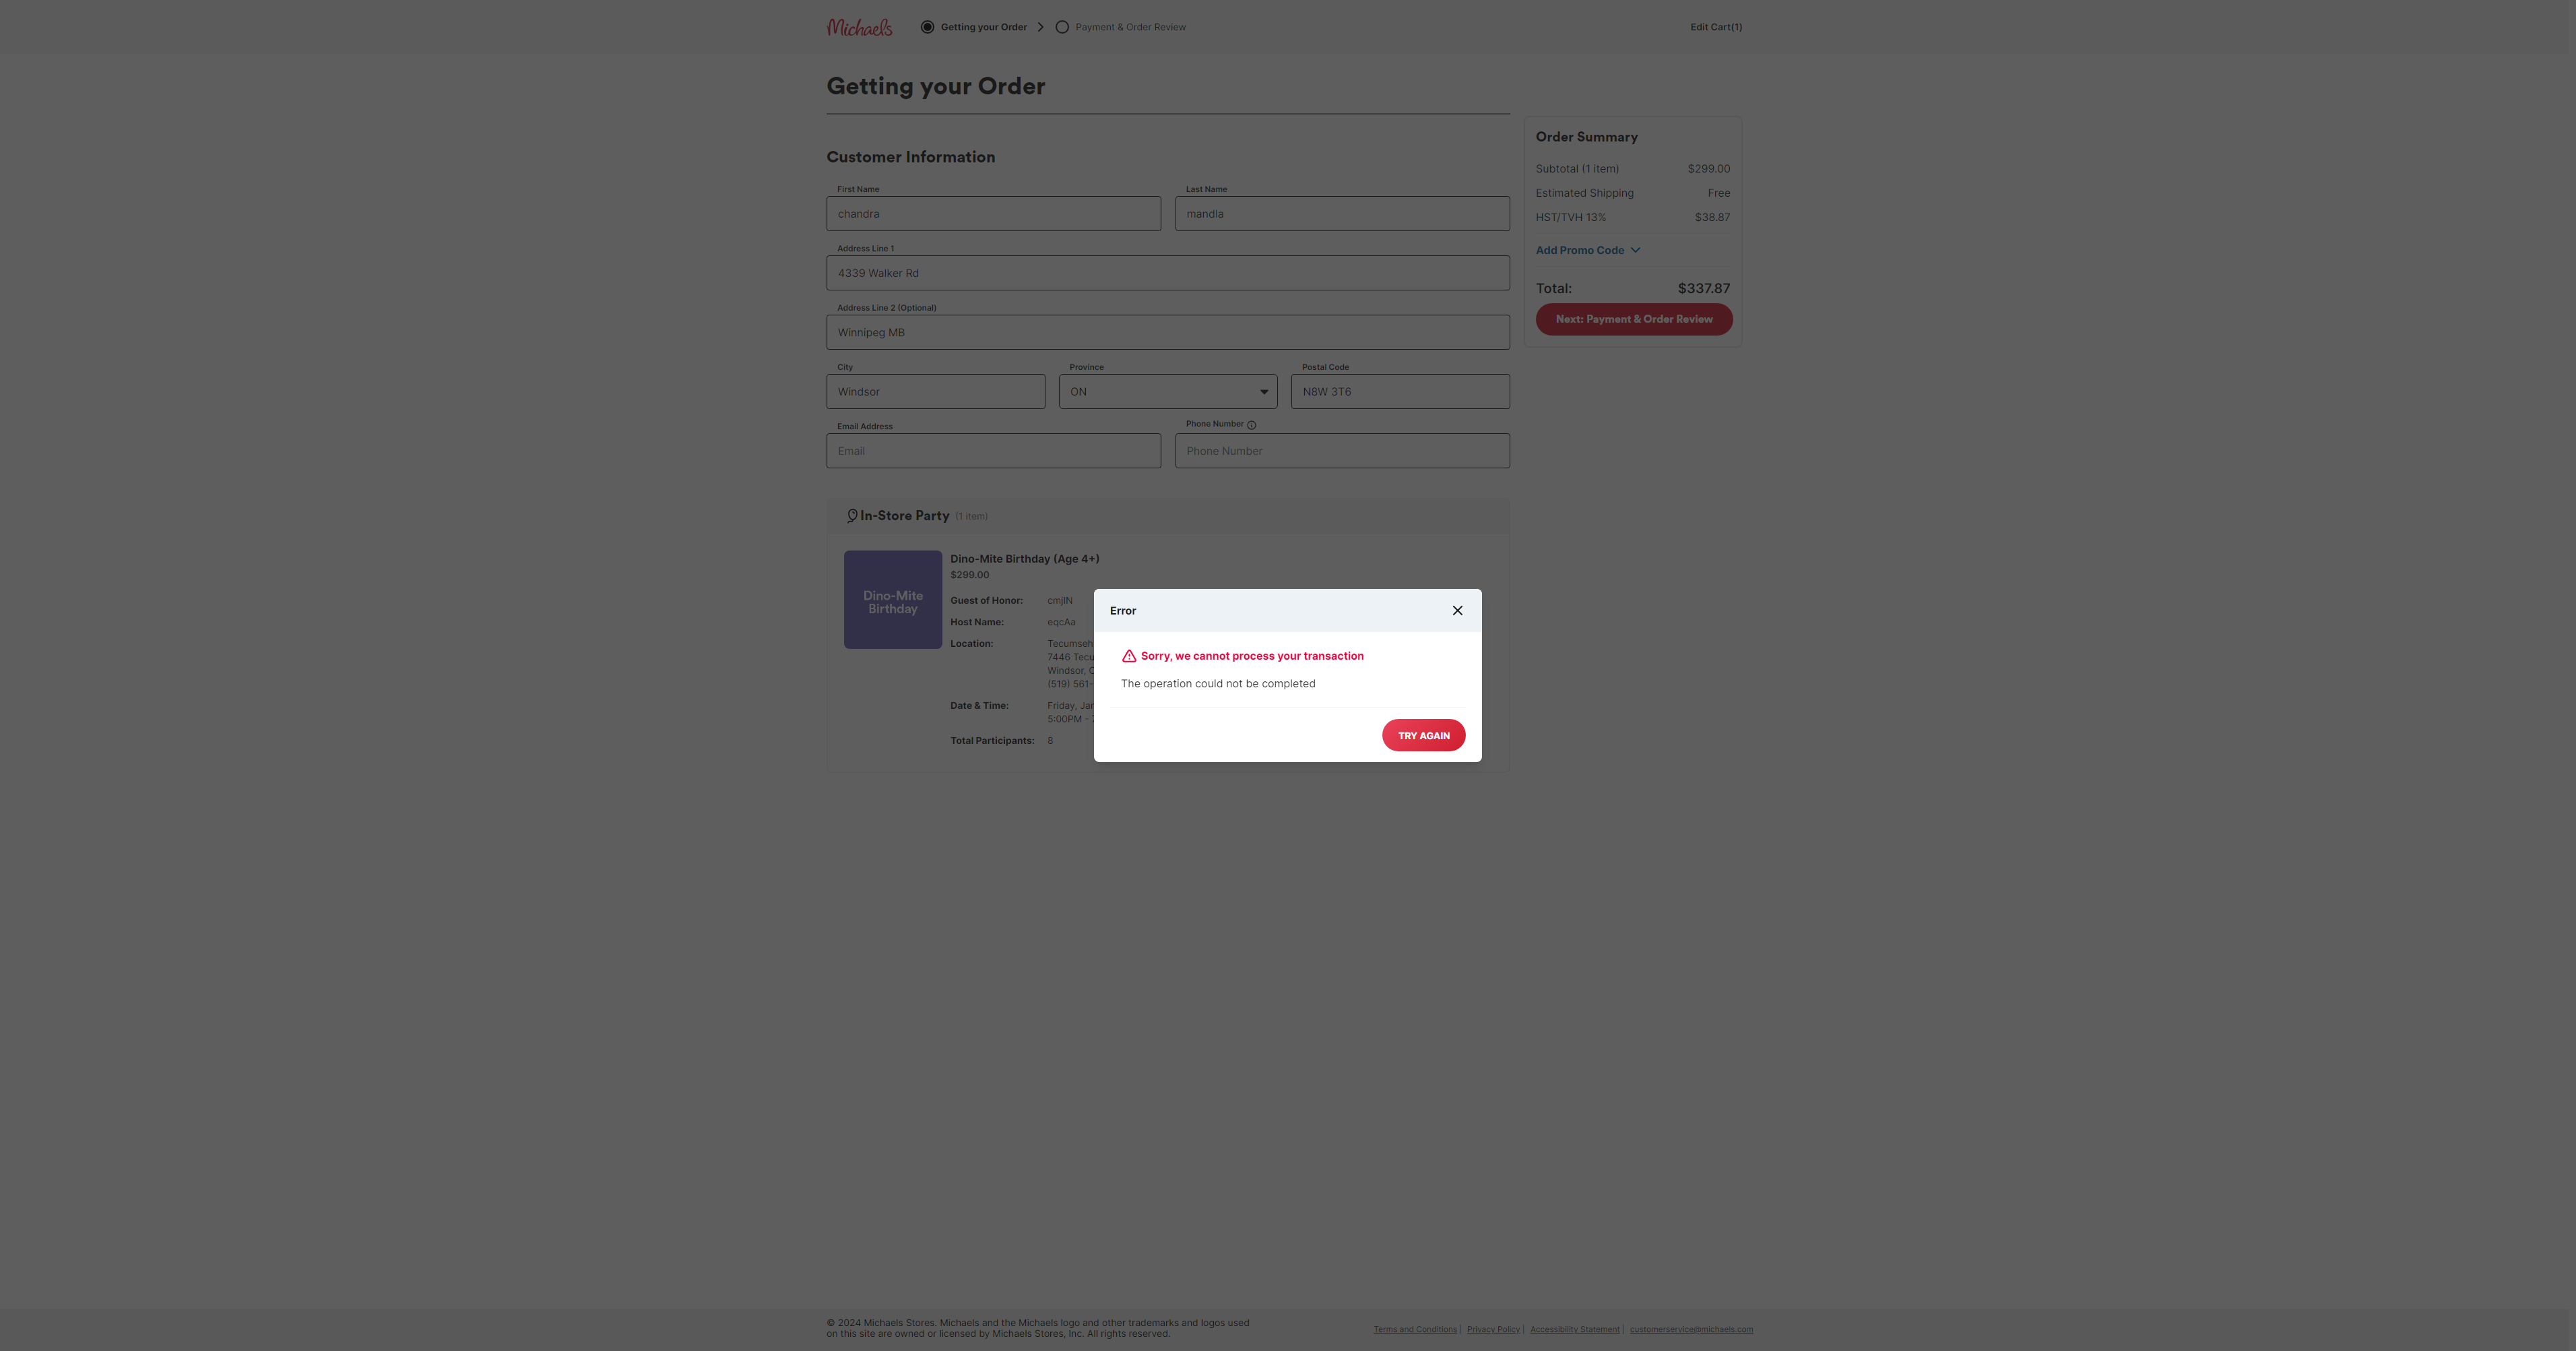 Michaels Getting your Order Payment & Order Review Edit Cart(1)
Getting your Order
Customer Information
First Name Last Name
chandra mandia
Address Line 1
4339 Walker Rd
Address Line 2 (Optional)
Winnipeg MB
City Province Postal Code
Windsor ON N8W 3T6
Email Address Phone Number
Email Phone Number
Order Summary
Subtotal (1 item) $299.00
Estimated Shipping Free
HST/TVH 13% $38.87
Add Promo Code
Total: $337.87
Next: Payment & Order Review
In-Store Party (1 item)
Dino-Mite
Birthday
Dino-Mite Birthday (Age 4+)
$299.00
Guest of Honor: cmjlN
Host Name: eqcAa
Location: Tecumseh
7446 Tecu
Windsor, O
(519) 561-
Date & Time: Friday, Jan
5:00PM -
Total Participants: 8
Error
Sorry, we cannot process your transaction
The operation could not be completed
TRY AGAIN
© 2024 Michaels Stores. Michaels and the Michaels logo and other trademarks and logos used
on this site are owned or licensed by Michaels Stores, Inc. All rights reserved.
Terms and Conditions | Privacy Policy | Accessibility Statement | customerservice@michaels.com